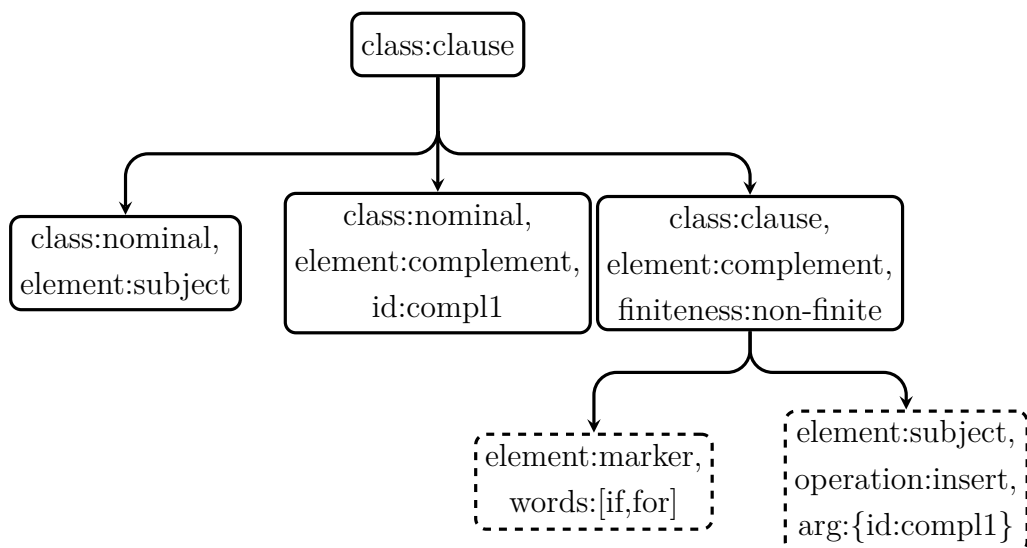 class:clause
class:nominal,
element:subject
class:nominal,
element:complement,
id:compl1
class:clause,
element:complement,
finiteness:non-finite
element:marker,
words:[if,for]
element:subject,
operation:insert,
arg:{id:compl1}